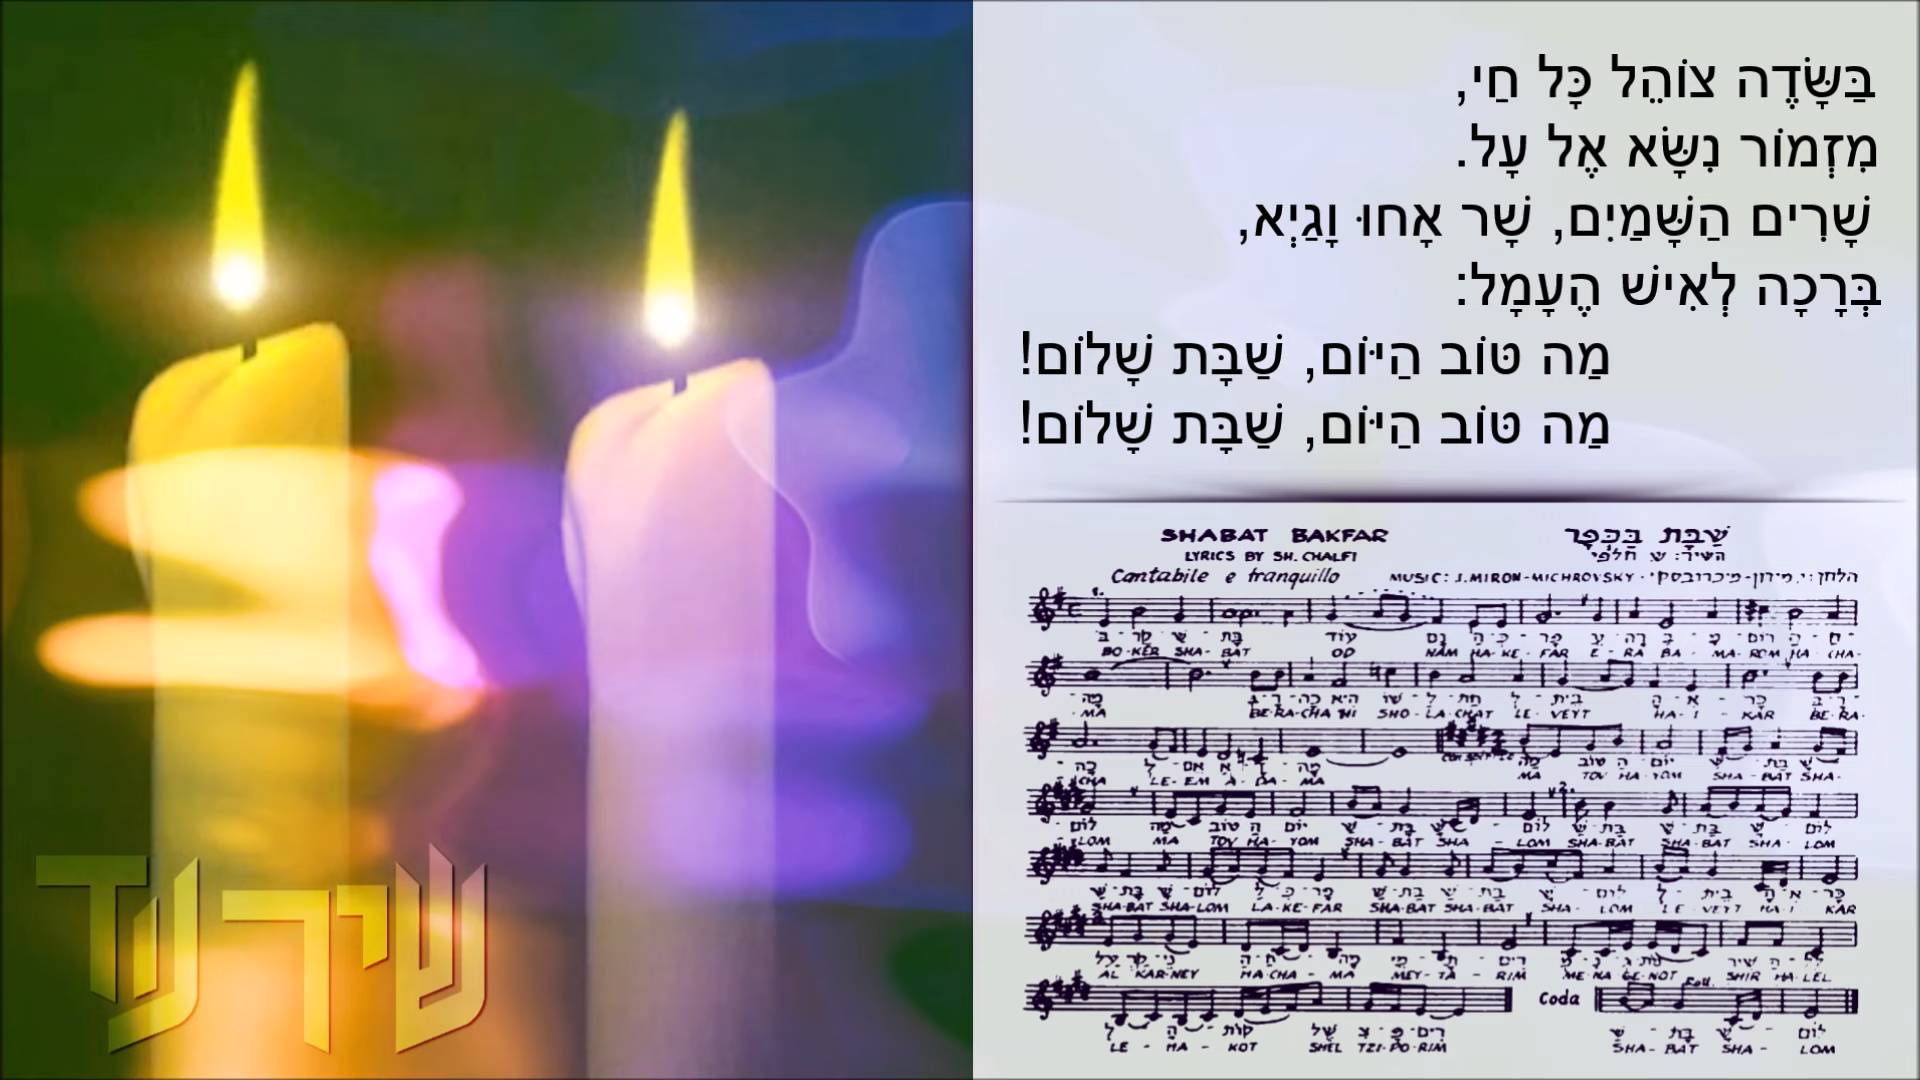 בַּשָּׂדֶה צוֹהֵל כָּל חַי,
מִזְמוֹר נִשָּׂא אֶל עָל.
שָׁרִים הַשָּׁמַיִם, שָׁר אָחוּ וָגַיְא,
בְּרָכָה לְאִישׁ הֶעָמָל:
מַה טּוֹב הַיּוֹם, שַׁבָּת שָׁלוֹם!
מַה טּוֹב הַיּוֹם, שַׁבָּת שָׁלוֹם!
SHABAT BAKFAR שַׁבָּת בַּכְּפָר
LYRICS BY SH. CHALFI השיר: ש חלפי
Cantabile e tranquillo MUSIC: J. MIRON-MICHROVSKY · הלחן: י. מירון-מיכרובסקי
BO-KER SHA-BAT OD NAM HA-KE-FAR E-RA BA-MA-ROM HA-CHA-
MA BE-RA-CHA HI SHO-LA-CHAT LE-VEYT HA-I-KAR BE-RA-
CHA LE-EM A-DA-MA MA TOV HA-YOM SHA-BAT SHA-
LOM MA TOV HA-YOM SHA-BAT SHA-LOM SHA-BAT SHA-BAT SHA-LOM
SHA-BAT SHA-LOM LA-KE-FAR SHA-BAT SHA-BAT SHA-LOM LE VEYT HA-I KAR
AL KAR-NEY HA-CHA-MA MEY-TA-RIM ME-NA-GE-NOT SHIR HA-LEL
Coda
LE-HA-KOT SHEL TZI-PO-RIM SHA-BAT SHA-LOM
שיר עד